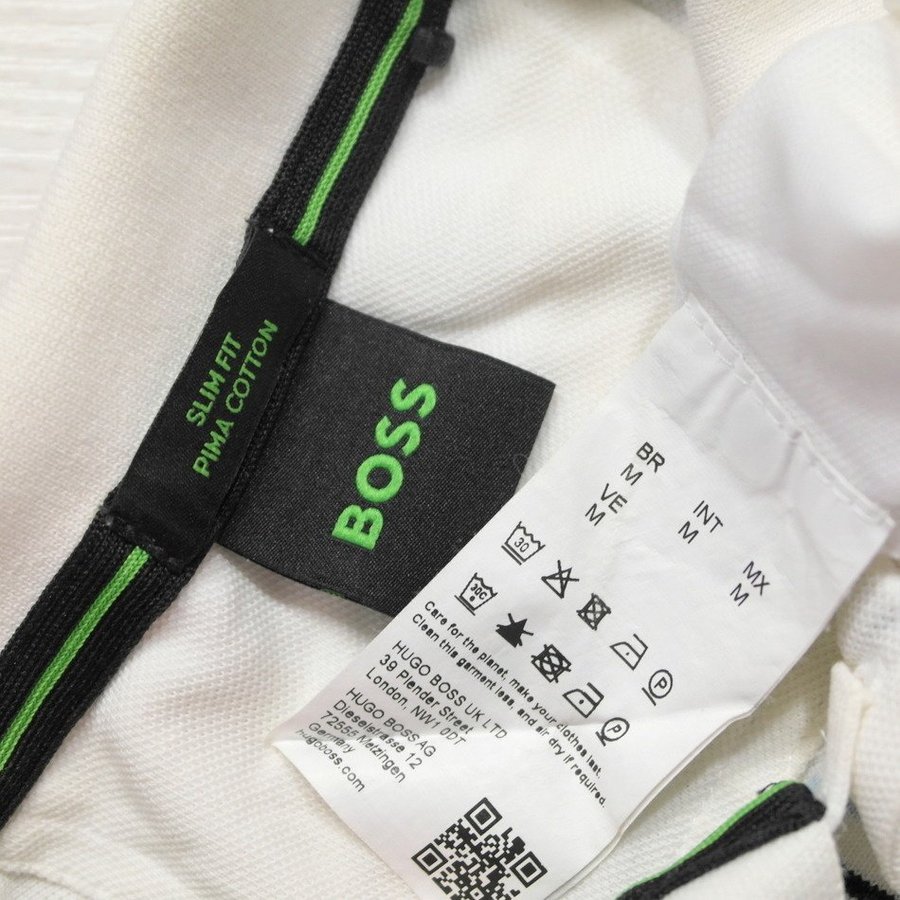 SLIM FIT
PIMA COTTON
BOSS
BR
M
VE
M
INT
M
MX
M
30
30C
Care for the planet, make your clothes last.
Clean this garment less, and air dry if required.
HUGO BOSS UK LTD
39 Plender Street
London, NW1 0DT
HUGO BOSS AG
Dieselstrasse 12
72555 Metzingen
Germany
hugoboss.com